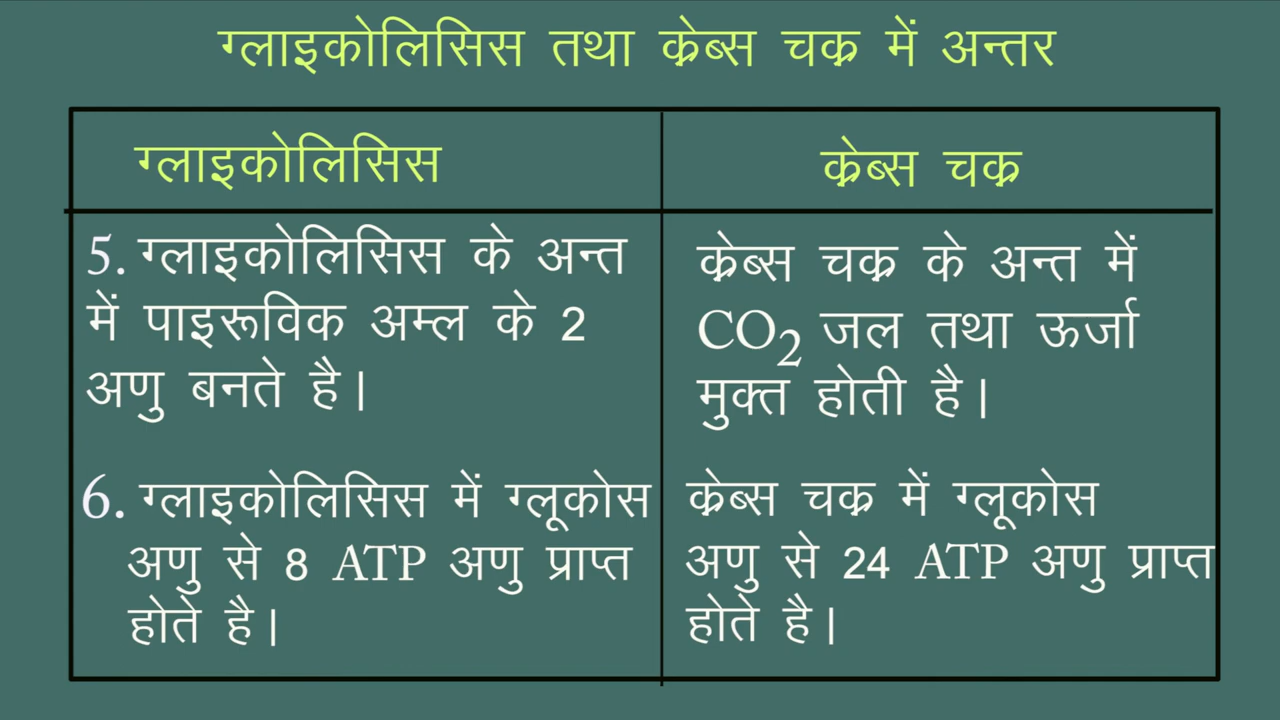 ग्लाइकोलिसिस तथा क्रेब्स चक्र में अन्तर
ग्लाइकोलिसिस
क्रेब्स चक्र
5. ग्लाइकोलिसिस के अन्त
में पाइरूविक अम्ल के 2
अणु बनते है।
क्रेब्स चक्र के अन्त में
CO₂ जल तथा ऊर्जा
मुक्त होती है।
6. ग्लाइकोलिसिस में ग्लूकोस
अणु से 8 ATP अणु प्राप्त
होते है।
क्रेब्स चक्र में ग्लूकोस
अणु से 24 ATP अणु प्राप्त
होते है।